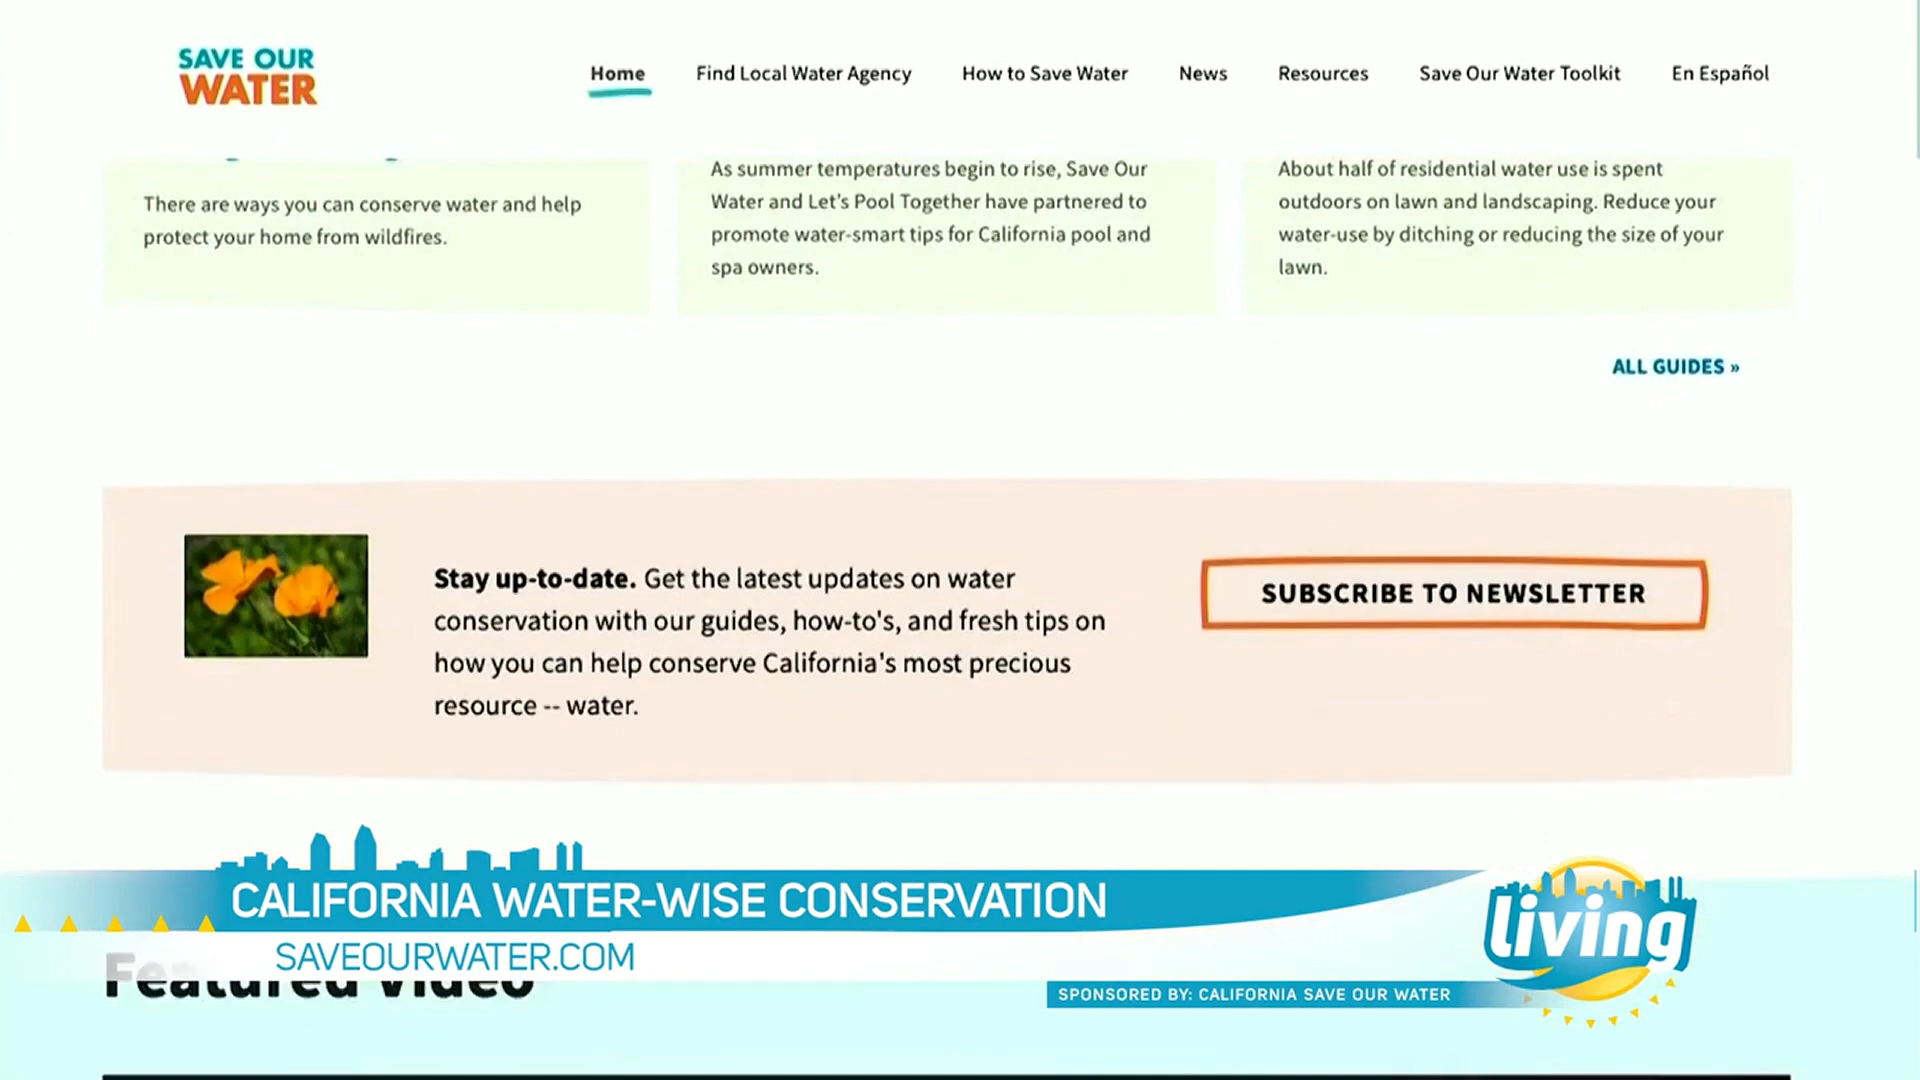 SAVE OUR
WATER
Home
Find Local Water Agency
How to Save Water
News
Resources
Save Our Water Toolkit
En Español
There are ways you can conserve water and help
protect your home from wildfires.
As summer temperatures begin to rise, Save Our
Water and Let's Pool Together have partnered to
promote water-smart tips for California pool and
spa owners.
About half of residential water use is spent
outdoors on lawn and landscaping. Reduce your
water-use by ditching or reducing the size of your
lawn.
ALL GUIDES »
Stay up-to-date. Get the latest updates on water
conservation with our guides, how-to's, and fresh tips on
how you can help conserve California's most precious
resource -- water.
SUBSCRIBE TO NEWSLETTER
CALIFORNIA WATER-WISE CONSERVATION
SAVEOURWATER.COM
Featured Video
SPONSORED BY: CALIFORNIA SAVE OUR WATER
living